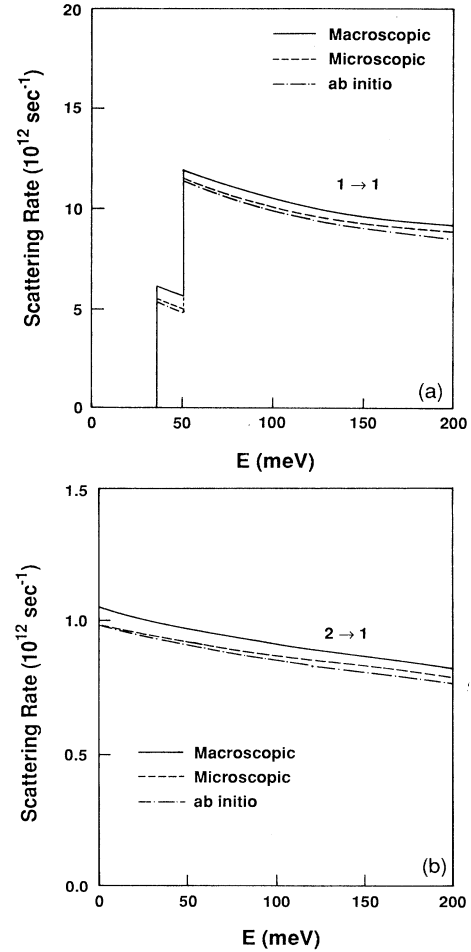 20
15
10
5
0
Scattering Rate (10¹² sec⁻¹)
Macroscopic
Microscopic
ab initio
1 → 1
(a)
0 50 100 150 200
E (meV)
1.5
1.0
0.5
0.0
Scattering Rate (10¹² sec⁻¹)
2 → 1
Macroscopic
Microscopic
ab initio
(b)
0 50 100 150 200
E (meV)